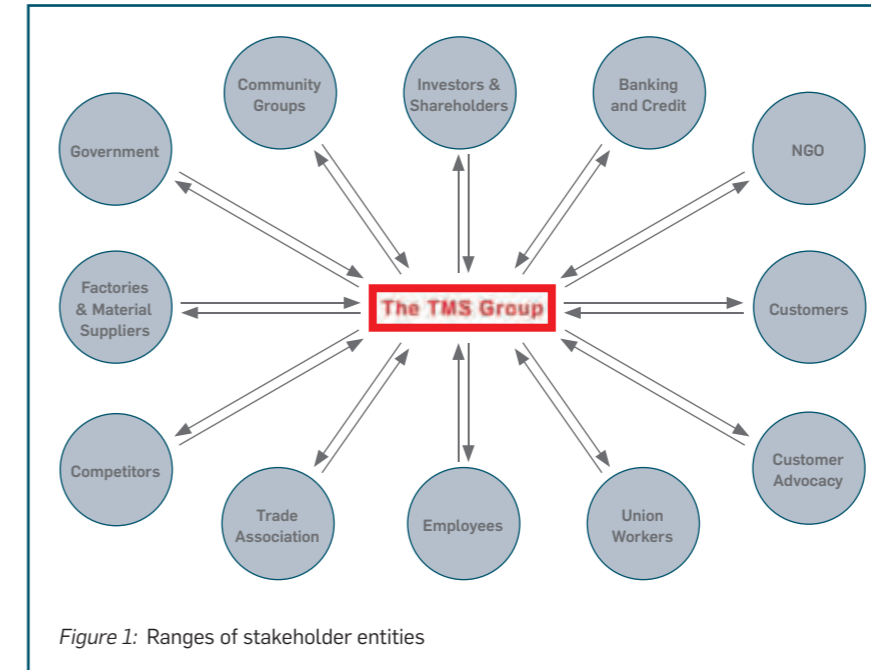 Community
Groups
Investors &
Shareholders
Banking
and Credit
Government
NGO
Factories
& Material
Suppliers
The TMS Group
Customers
Competitors
Customer
Advocacy
Trade
Association
Employees
Union
Workers
Figure 1: Ranges of stakeholder entities